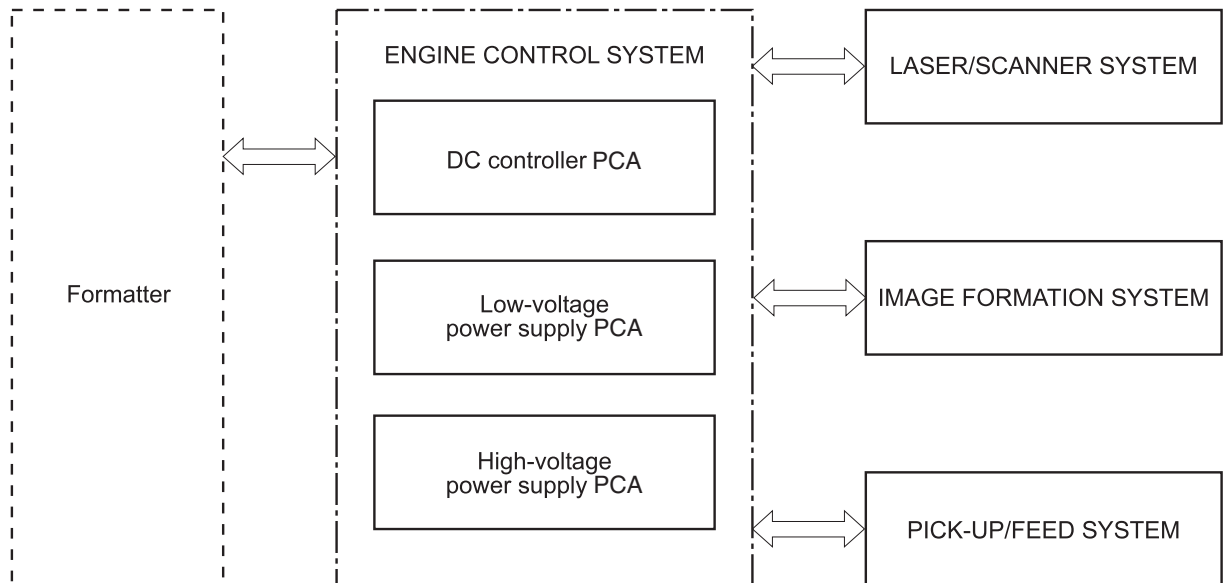 ENGINE CONTROL SYSTEM
DC controller PCA
Low-voltage
power supply PCA
High-voltage
power supply PCA
Formatter
LASER/SCANNER SYSTEM
IMAGE FORMATION SYSTEM
PICK-UP/FEED SYSTEM